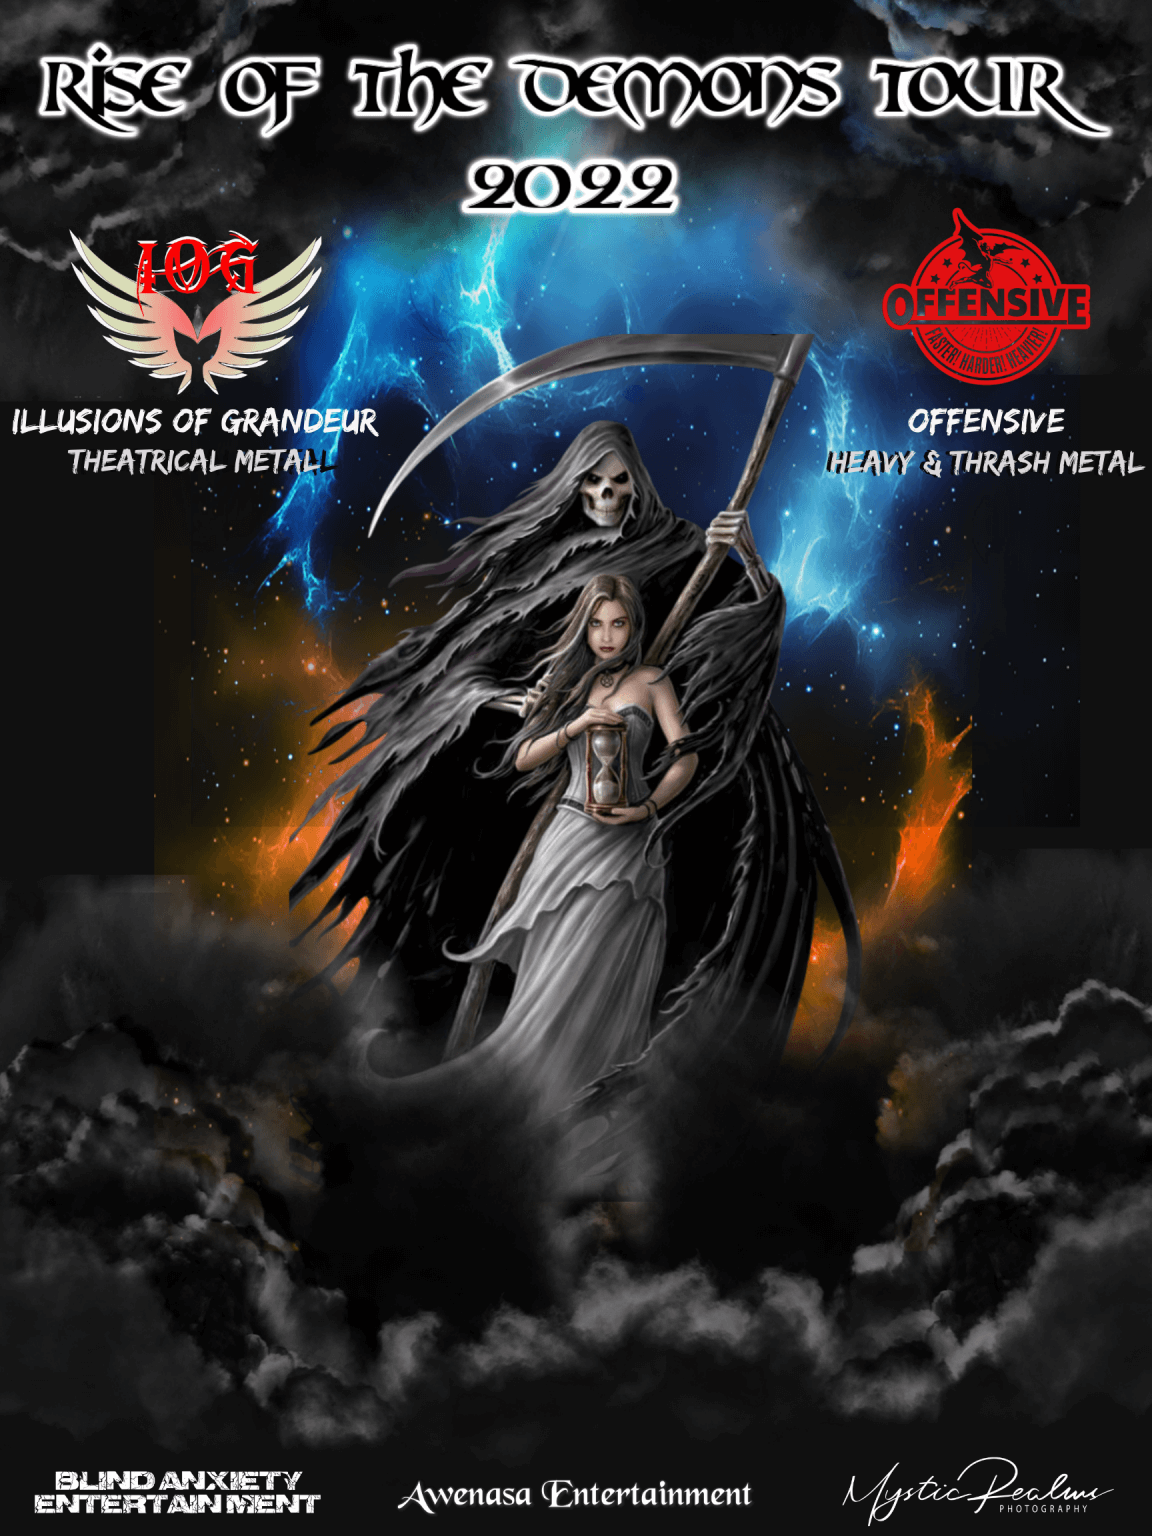 RISE OF THE DEMONS TOUR
2022
IOG
ILLUSIONS OF GRANDEUR
THEATRICAL METALL
OFFENSIVE
FASTER! HARDER! HEAVIER!
OFFENSIVE
HEAVY & THRASH METAL
BLIND ANXIETY
ENTERTAINMENT
Awenasa Entertainment
Mystic Realms
PHOTOGRAPHY